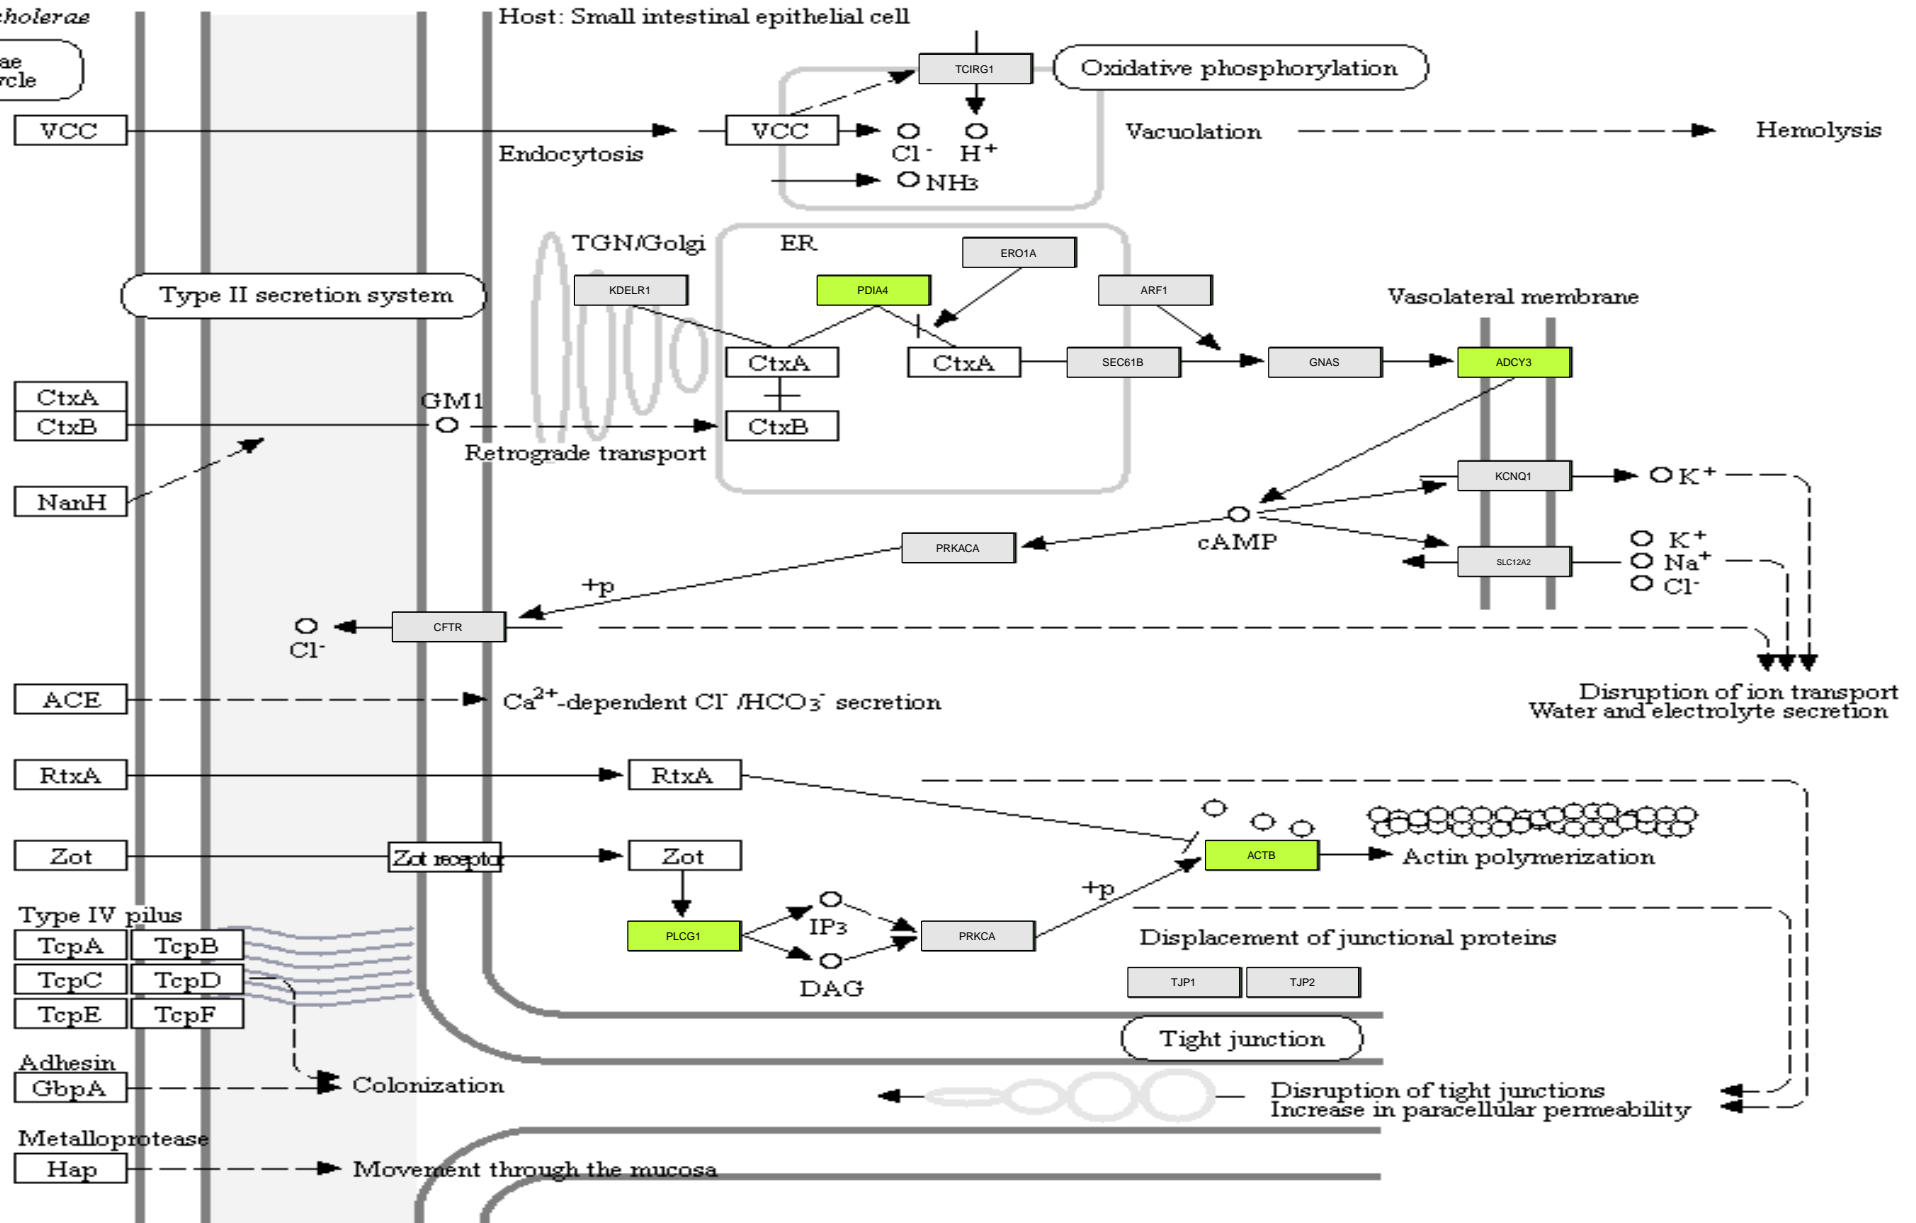 cholerae
Host: Small intestinal epithelial cell
ae
ycle
TCIRG1
Oxidative phosphorylation
VCC
VCC
Cl-
H+
Vacuolation
Hemolysis
Endocytosis
NH3
TGN/Golgi
ER
ERO1A
Type II secretion system
KDELR1
PDIA4
ARF1
Vasolateral membrane
CtxA
CtxA
SEC61B
GNAS
ADCY3
CtxA
CtxB
GM1
CtxB
Retrograde transport
NanH
KCNQ1
K+
cAMP
PRKACA
SLC12A2
K+
Na+
Cl-
+p
CFTR
Cl-
ACE
Ca2+-dependent Cl- /HCO3- secretion
Disruption of ion transport
Water and electrolyte secretion
RtxA
RtxA
Zot
Zot receptor
Zot
ACTB
Actin polymerization
+p
Type IV pilus
TcpA
TcpB
PLCG1
IP3
PRKCA
Displacement of junctional proteins
TcpC
TcpD
DAG
TJP1
TJP2
TcpE
TcpF
Tight junction
Adhesin
GbpA
Colonization
Disruption of tight junctions
Increase in paracellular permeability
Metalloprotease
Hap
Movement through the mucosa